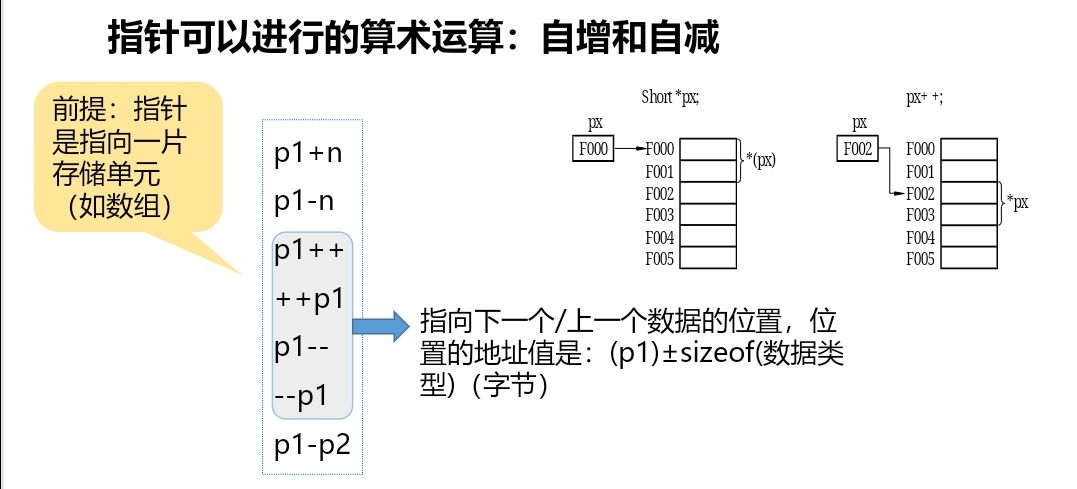 指针可以进行的算术运算：自增和自减
前提：指针
是指向一片
存储单元
（如数组）
p1+n
p1-n
p1++
++p1
p1--
--p1
p1-p2
指向下一个/上一个数据的位置，位
置的地址值是：(p1)±sizeof(数据类
型)（字节）
Short *px;
px
F000
F000
F001
F002
F003
F004
F005
*(px)
px+ +;
px
F002
F000
F001
F002
F003
F004
F005
*px